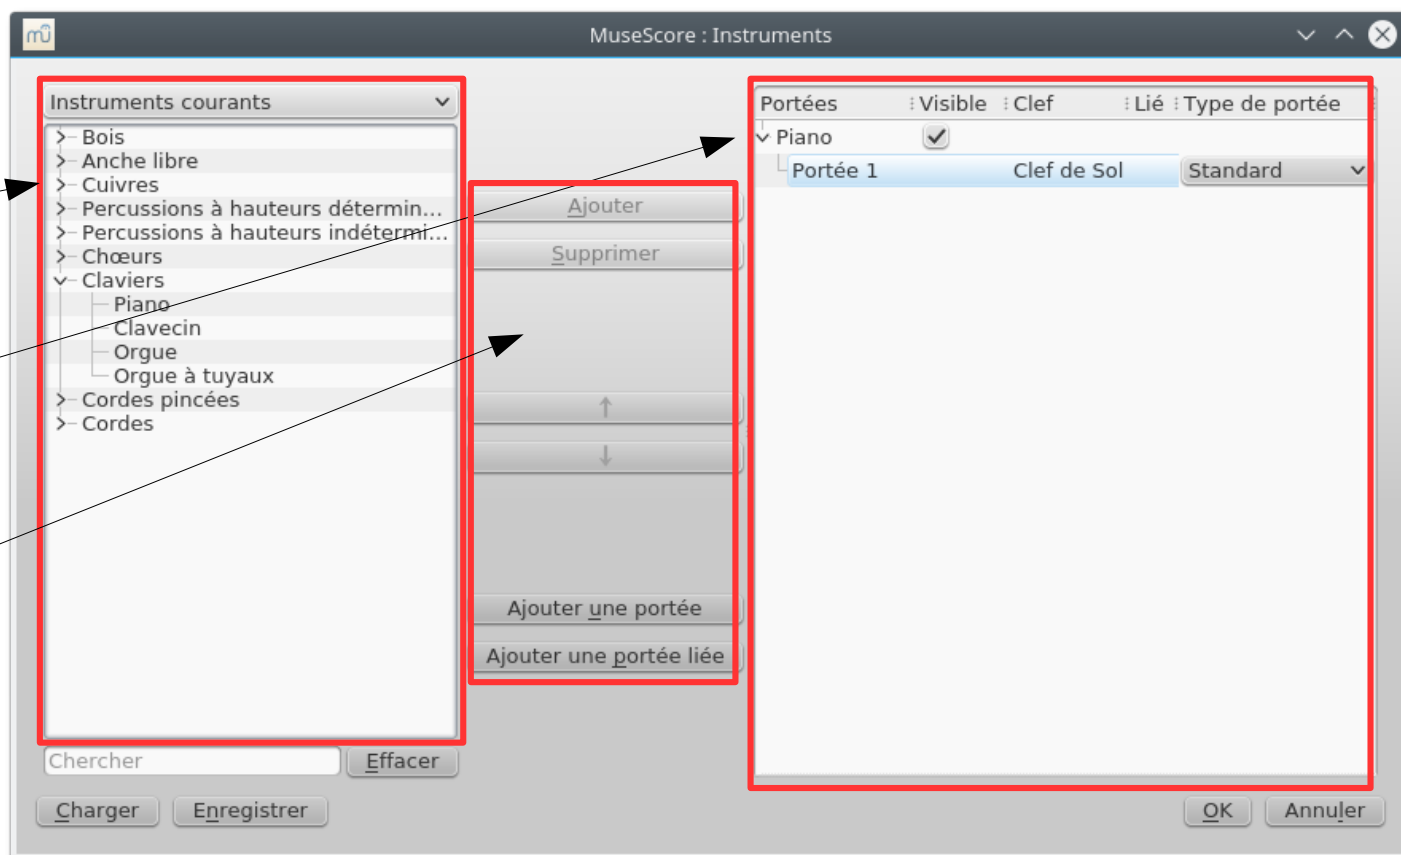 MuseScore : Instruments
Instruments courants
Bois
Anche libre
Cuivres
Percussions à hauteurs détermin...
Percussions à hauteurs indétermi...
Chœurs
Claviers
Piano
Clavecin
Orgue
Orgue à tuyaux
Cordes pincées
Cordes
Chercher
Effacer
Charger
Enregistrer
Ajouter
Supprimer
↑
↓
Ajouter une portée
Ajouter une portée liée
Portées Visible Clef Lié Type de portée
Piano
Portée 1 Clef de Sol Standard
OK
Annuler